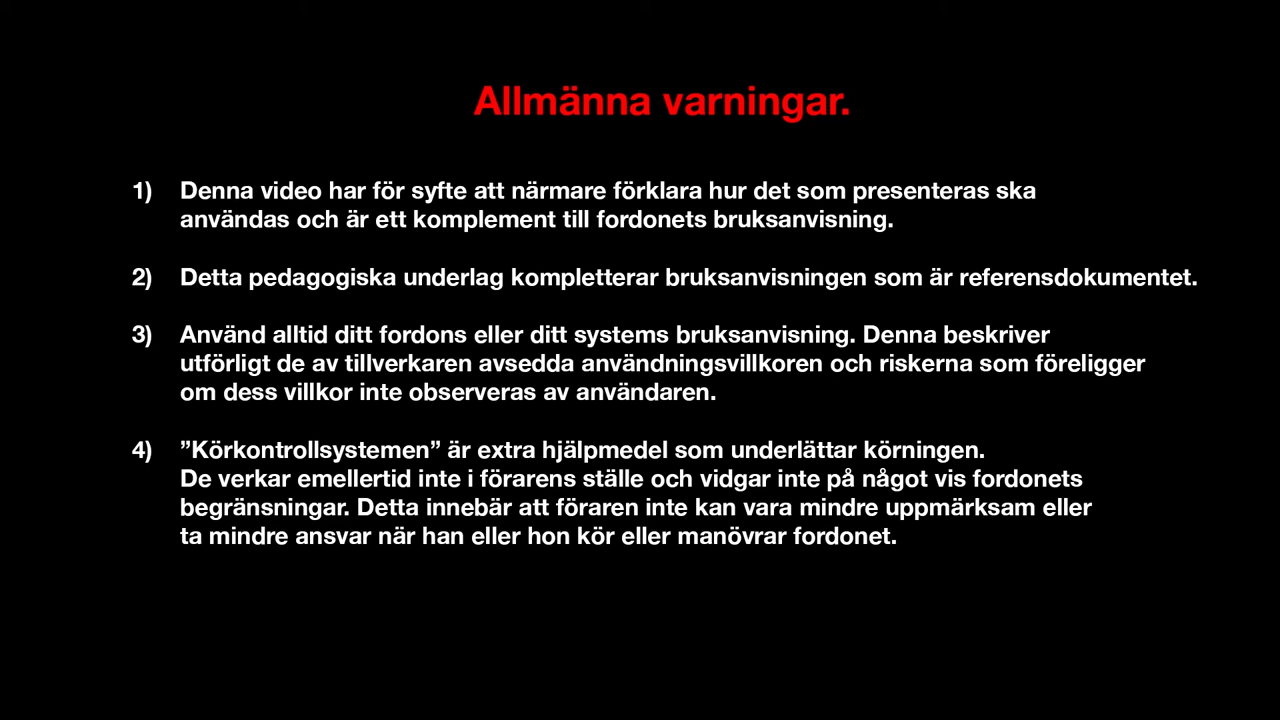 Allmänna varningar.
1) Denna video har för syfte att närmare förklara hur det som presenteras ska
användas och är ett komplement till fordonets bruksanvisning.
2) Detta pedagogiska underlag kompletterar bruksanvisningen som är referensdokumentet.
3) Använd alltid ditt fordons eller ditt systems bruksanvisning. Denna beskriver
utförligt de av tillverkaren avsedda användningsvillkoren och riskerna som föreligger
om dess villkor inte observeras av användaren.
4) ”Körkontrollsystemen” är extra hjälpmedel som underlättar körningen.
De verkar emellertid inte i förarens ställe och vidgar inte på något vis fordonets
begränsningar. Detta innebär att föraren inte kan vara mindre uppmärksam eller
ta mindre ansvar när han eller hon kör eller manövrar fordonet.